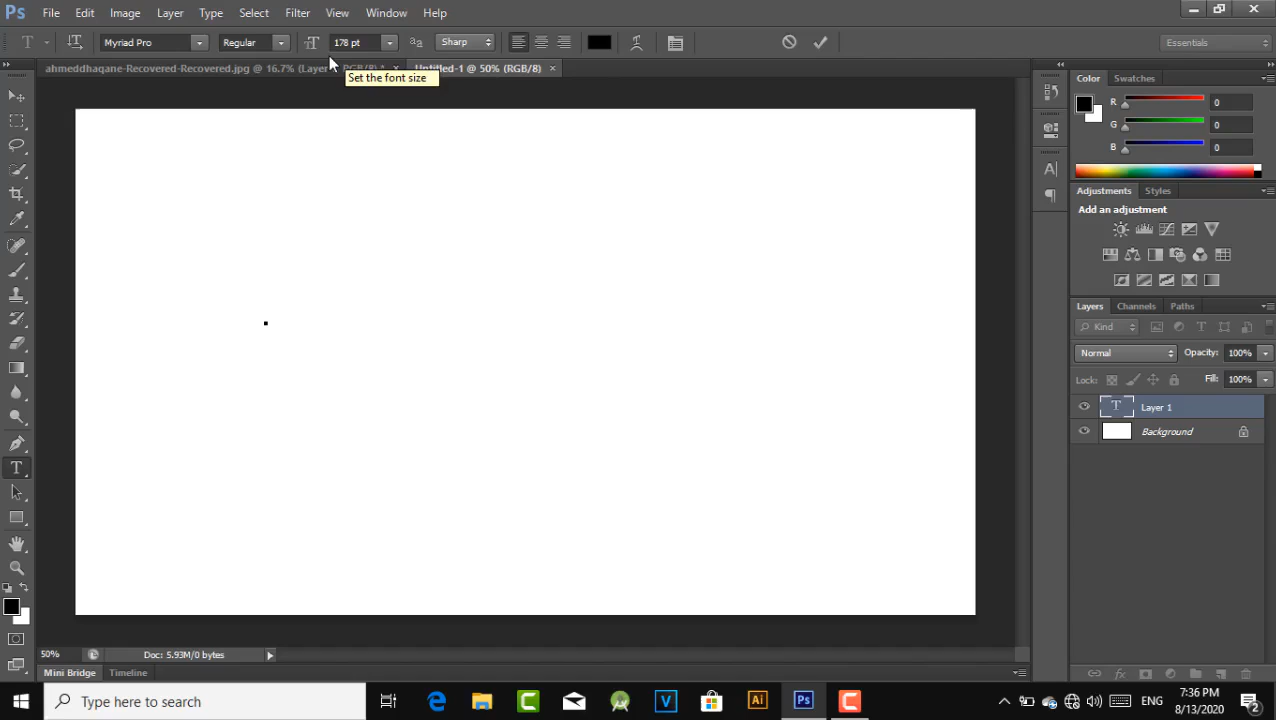 Ps File Edit Image Layer Type Select Filter View Window Help
T Myriad Pro Regular 178 pt Sharp Essentials
ahmeddhaqane-Recovered-Recovered.jpg @ 16.7% (Layer RGB/8) * × Untitled-1 @ 50% (RGB/8) ×
Set the font size
Color Swatches
R 0
G 0
B 0
Adjustments Styles
Add an adjustment
Layers Channels Paths
Kind
Normal Opacity: 100%
Lock: Fill: 100%
T Layer 1
Background
50% Doc: 5.93M/0 bytes
Mini Bridge Timeline
Type here to search
Ai Ps ENG 7:36 PM
8/13/2020 2